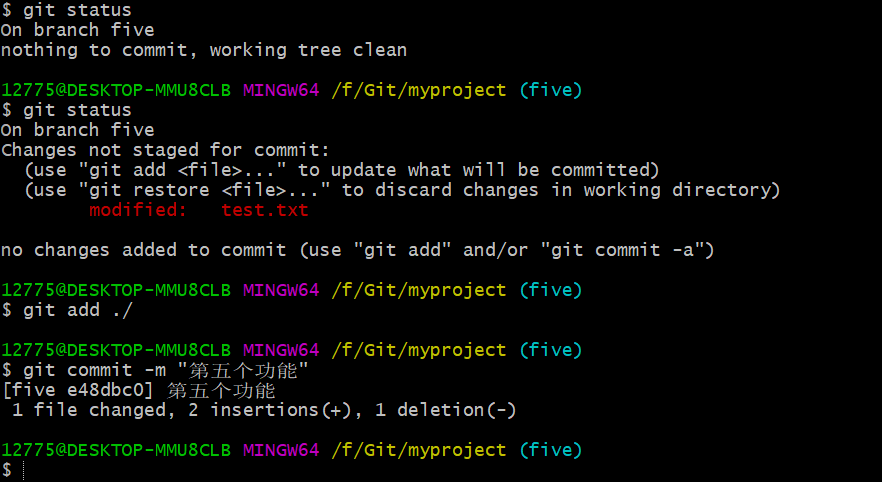 $ git status
On branch five
nothing to commit, working tree clean
12775@DESKTOP-MMU8CLB MINGW64 /f/Git/myproject (five)
$ git status
On branch five
Changes not staged for commit:
  (use "git add <file>..." to update what will be committed)
  (use "git restore <file>..." to discard changes in working directory)
        modified:   test.txt
no changes added to commit (use "git add" and/or "git commit -a")
12775@DESKTOP-MMU8CLB MINGW64 /f/Git/myproject (five)
$ git add ./
12775@DESKTOP-MMU8CLB MINGW64 /f/Git/myproject (five)
$ git commit -m "第五个功能"
[five e48dbc0] 第五个功能
 1 file changed, 2 insertions(+), 1 deletion(-)
12775@DESKTOP-MMU8CLB MINGW64 /f/Git/myproject (five)
$